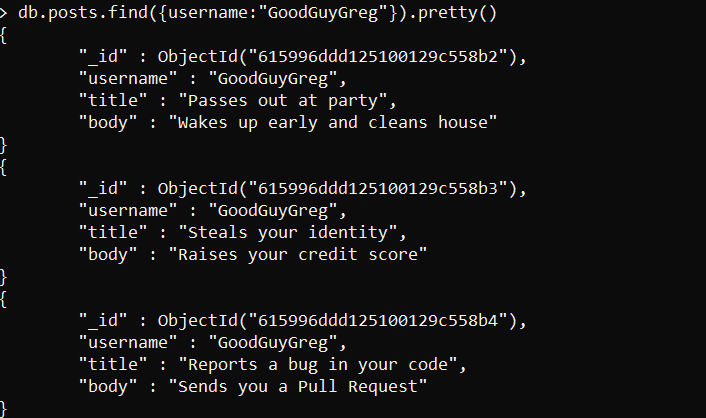 > db.posts.find({username:"GoodGuyGreg"}).pretty()
{
        "_id" : ObjectId("615996ddd125100129c558b2"),
        "username" : "GoodGuyGreg",
        "title" : "Passes out at party",
        "body" : "Wakes up early and cleans house"
}
{
        "_id" : ObjectId("615996ddd125100129c558b3"),
        "username" : "GoodGuyGreg",
        "title" : "Steals your identity",
        "body" : "Raises your credit score"
}
{
        "_id" : ObjectId("615996ddd125100129c558b4"),
        "username" : "GoodGuyGreg",
        "title" : "Reports a bug in your code",
        "body" : "Sends you a Pull Request"
}